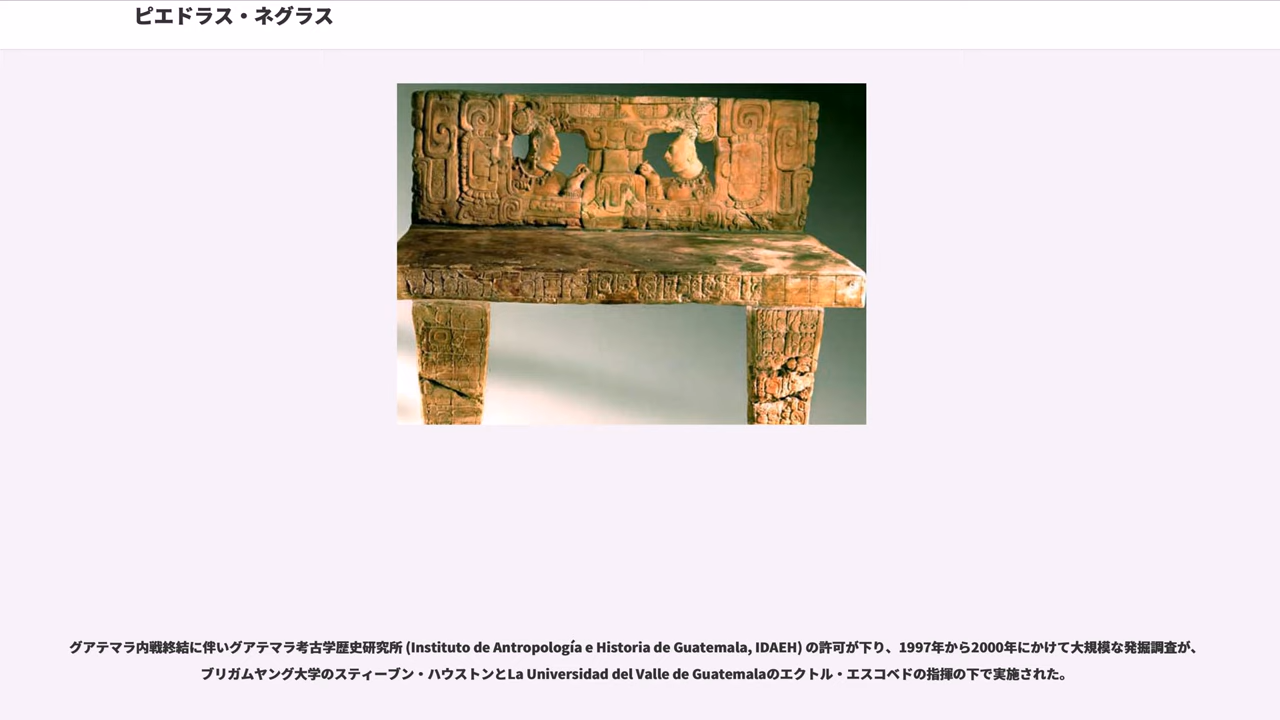 ピエドラス・ネグラス
グアテマラ内戦終結に伴いグアテマラ考古学歴史研究所 (Instituto de Antropología e Historia de Guatemala, IDAEH) の許可が下り、1997年から2000年にかけて大規模な発掘調査が、
ブリガムヤング大学のスティーブン・ハウストンとLa Universidad del Valle de Guatemalaのエクトル・エスコベドの指揮の下で実施された。